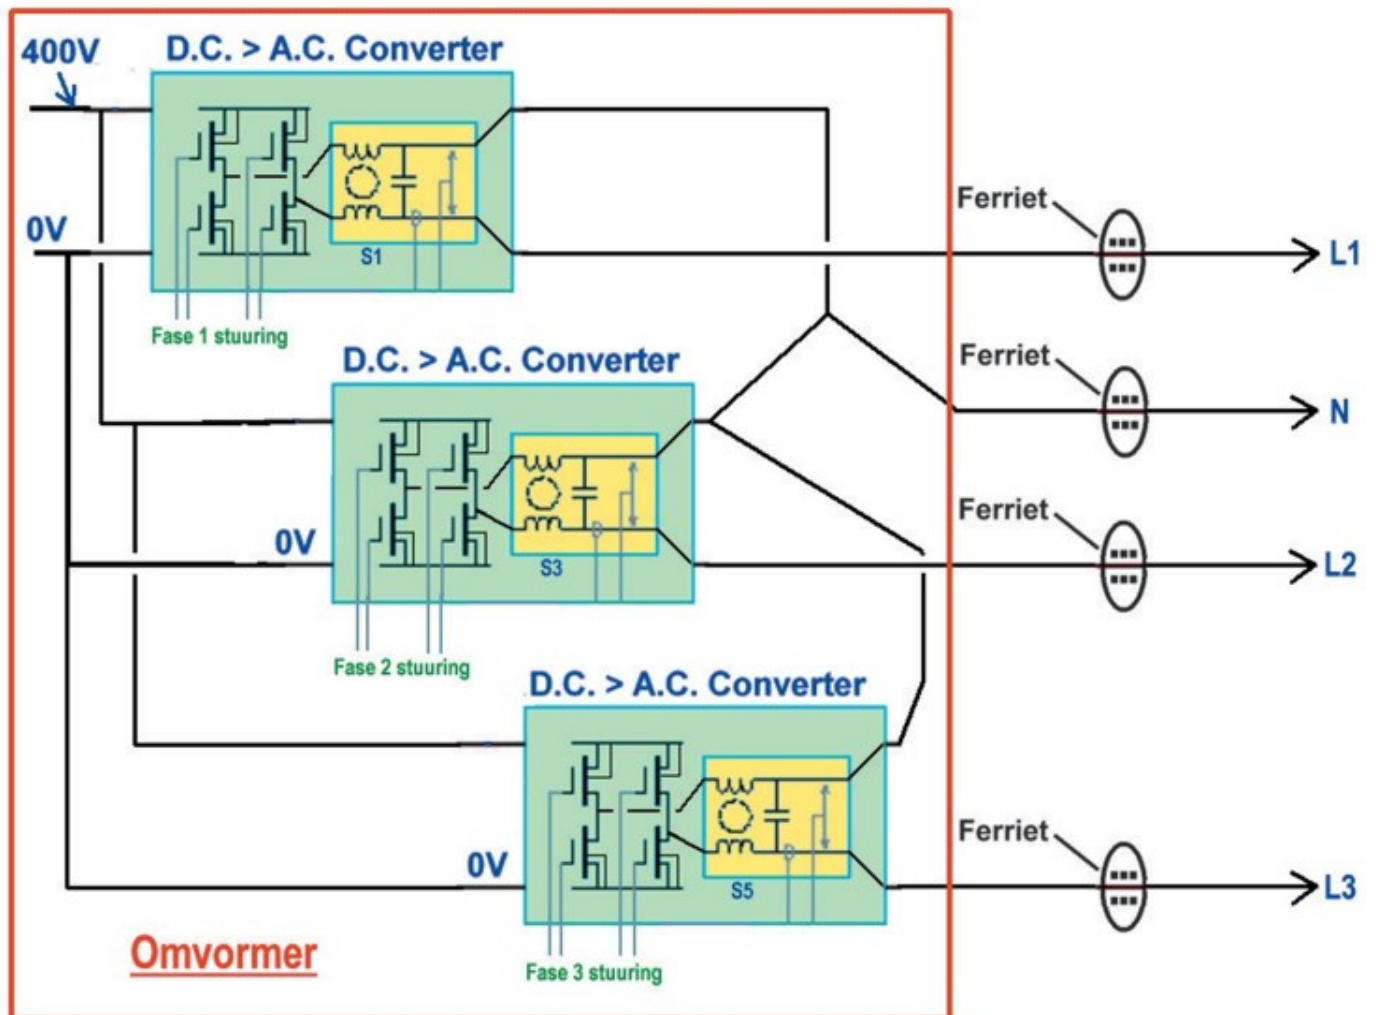 400V
D.C. > A.C. Converter
0V
S1
Fase 1 stuuring
Ferriet
L1
D.C. > A.C. Converter
Ferriet
N
0V
S3
Fase 2 stuuring
Ferriet
L2
D.C. > A.C. Converter
0V
S5
Fase 3 stuuring
Ferriet
L3
Omvormer